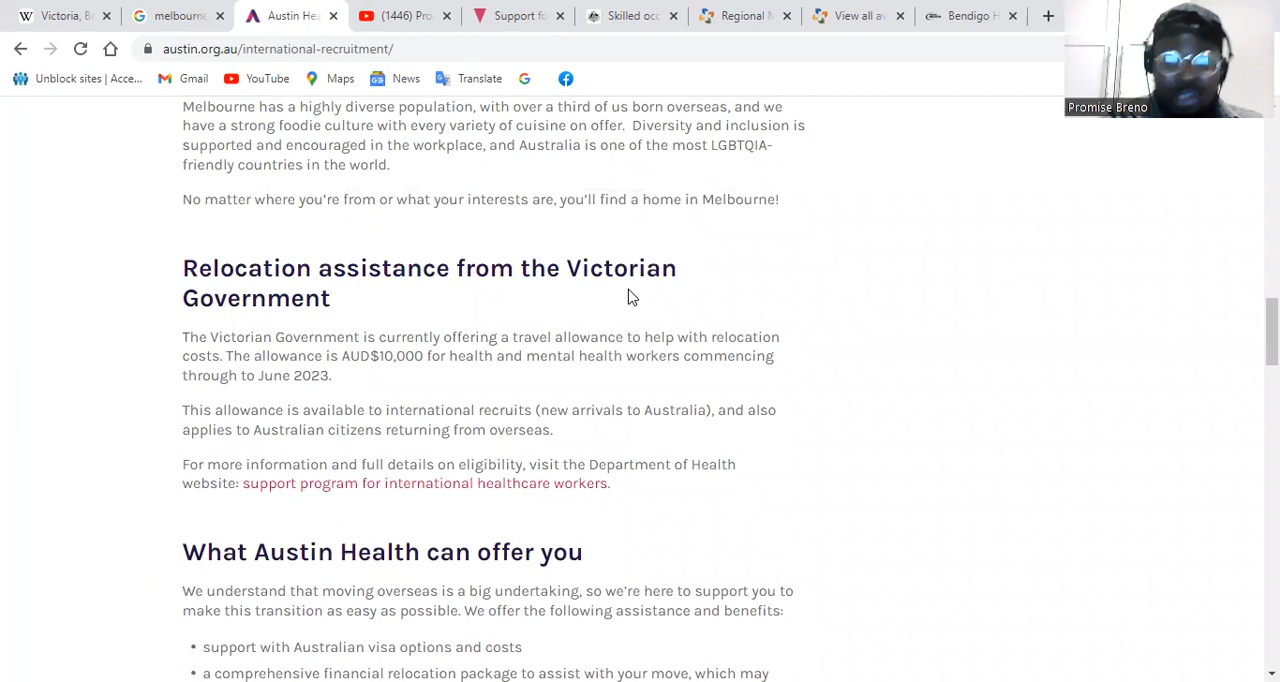 Victoria, B
melbourne
Austin Hea
(1446) Pro
Support fo
Skilled occ
Regional M
View all av
Bendigo H
austin.org.au/international-recruitment/
Unblock sites | Acce...
Gmail
YouTube
Maps
News
Translate
Promise Breno
Melbourne has a highly diverse population, with over a third of us born overseas, and we
have a strong foodie culture with every variety of cuisine on offer. Diversity and inclusion is
supported and encouraged in the workplace, and Australia is one of the most LGBTQIA-
friendly countries in the world.
No matter where you're from or what your interests are, you'll find a home in Melbourne!
Relocation assistance from the Victorian
Government
The Victorian Government is currently offering a travel allowance to help with relocation
costs. The allowance is AUD$10,000 for health and mental health workers commencing
through to June 2023.
This allowance is available to international recruits (new arrivals to Australia), and also
applies to Australian citizens returning from overseas.
For more information and full details on eligibility, visit the Department of Health
website: support program for international healthcare workers.
What Austin Health can offer you
We understand that moving overseas is a big undertaking, so we're here to support you to
make this transition as easy as possible. We offer the following assistance and benefits:
• support with Australian visa options and costs
• a comprehensive financial relocation package to assist with your move, which may